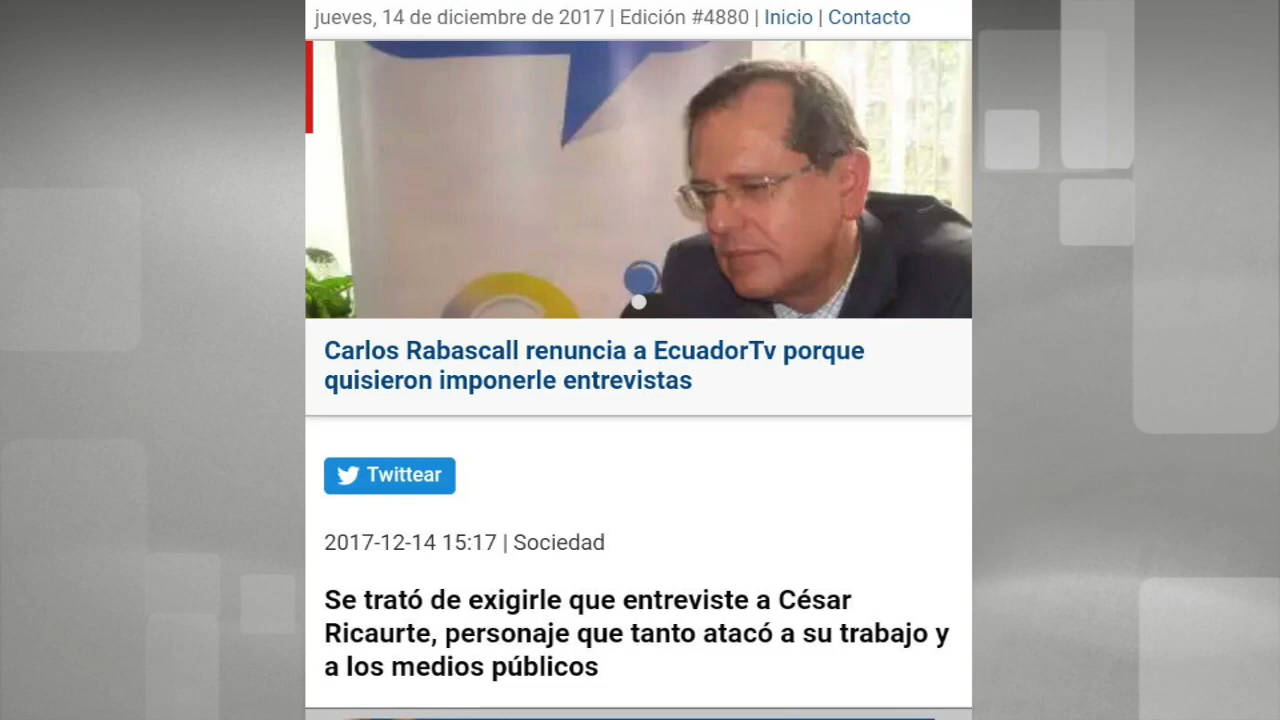 jueves, 14 de diciembre de 2017 | Edición #4880 | Inicio | Contacto
Carlos Rabascall renuncia a EcuadorTv porque
quisieron imponerle entrevistas
Twittear
2017-12-14 15:17 | Sociedad
Se trató de exigirle que entreviste a César
Ricaurte, personaje que tanto atacó a su trabajo y
a los medios públicos